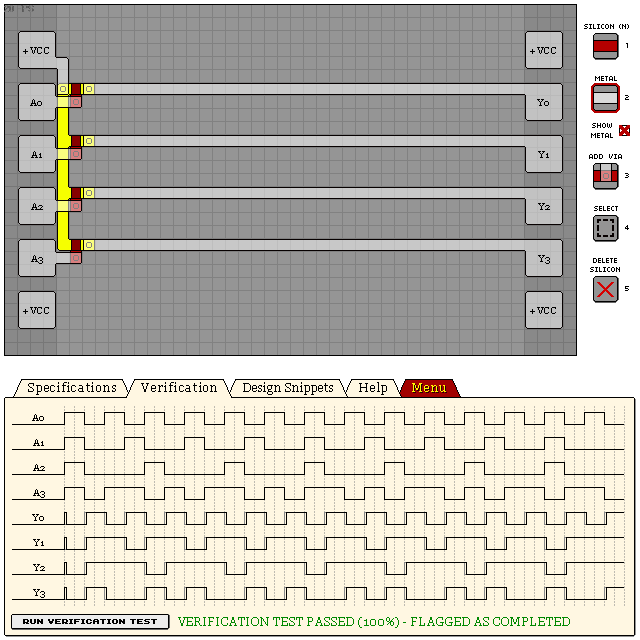 +VCC +VCC
A0 Y0
A1 Y1
A2 Y2
A3 Y3
+VCC +VCC
SILICON (N)
1
METAL
2
SHOW
METAL
ADD VIA
3
SELECT
4
DELETE
SILICON
5
Specifications Verification Design Snippets Help Menu
A0
A1
A2
A3
Y0
Y1
Y2
Y3
RUN VERIFICATION TEST VERIFICATION TEST PASSED (100%) - FLAGGED AS COMPLETED